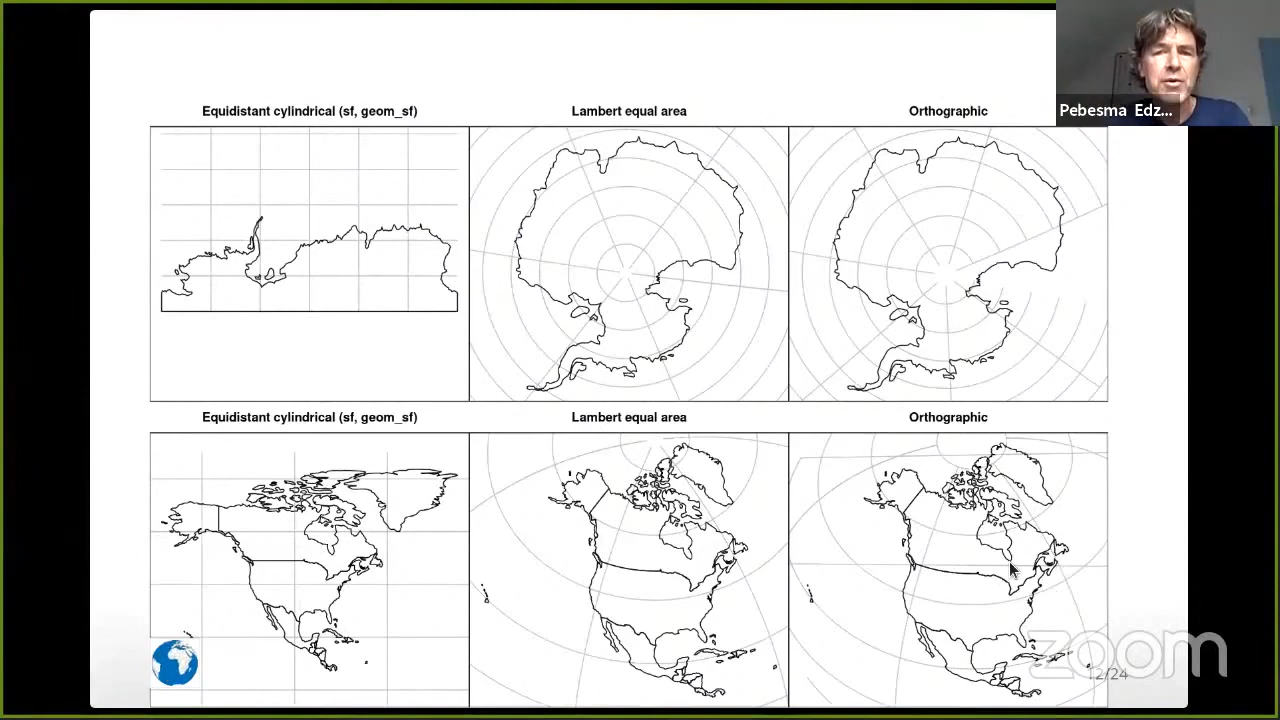 Pebesma Edz...
Equidistant cylindrical (sf, geom_sf)
Lambert equal area
Orthographic
Equidistant cylindrical (sf, geom_sf)
Lambert equal area
Orthographic
zoom
12/24